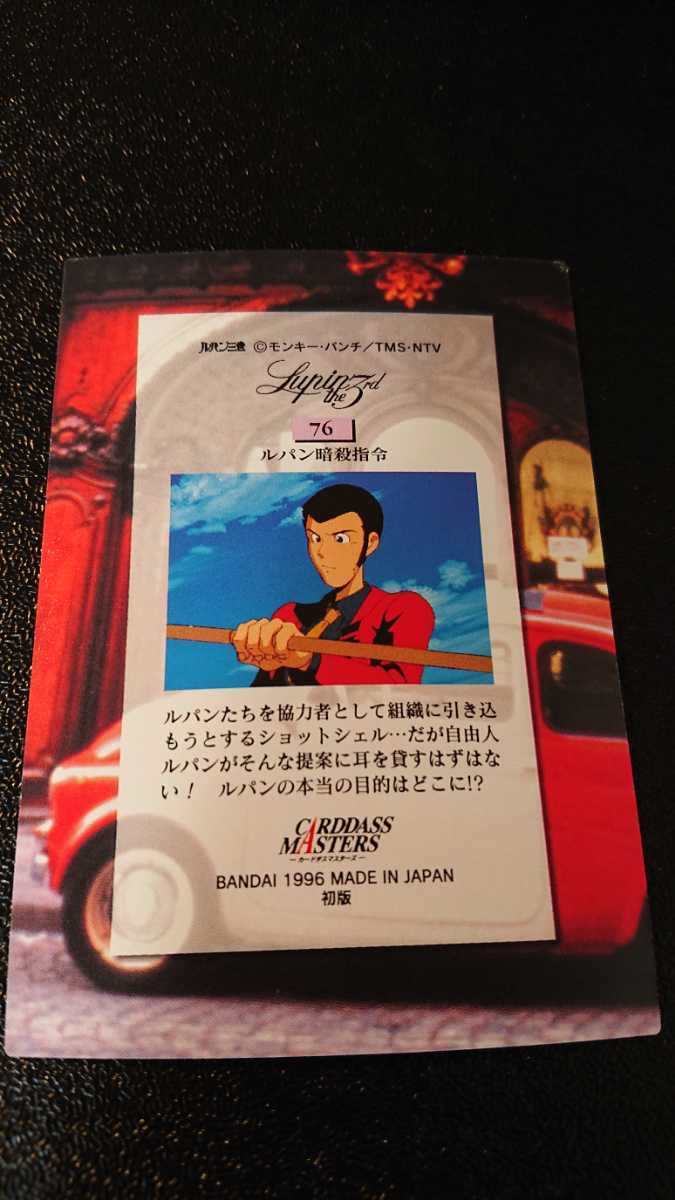 ルパン三世 ©モンキー・パンチ/TMS・NTV
Lupin the 3rd
76
ルパン暗殺指令
ルパンたちを協力者として組織に引き込
もうとするショットシェル…だが自由人
ルパンがそんな提案に耳を貸すはずはな
い! ルパンの本当の目的はどこに!?
CARDDASS
MASTERS
ーカードダスマスターズー
BANDAI 1996 MADE IN JAPAN
初版